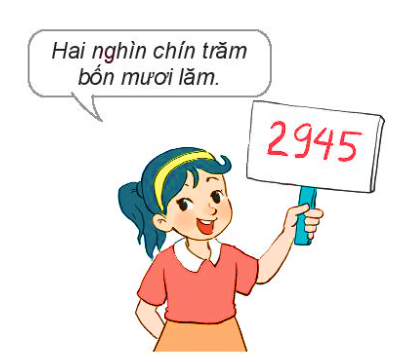 Hai nghìn chín trăm
bốn mươi lăm.
2945